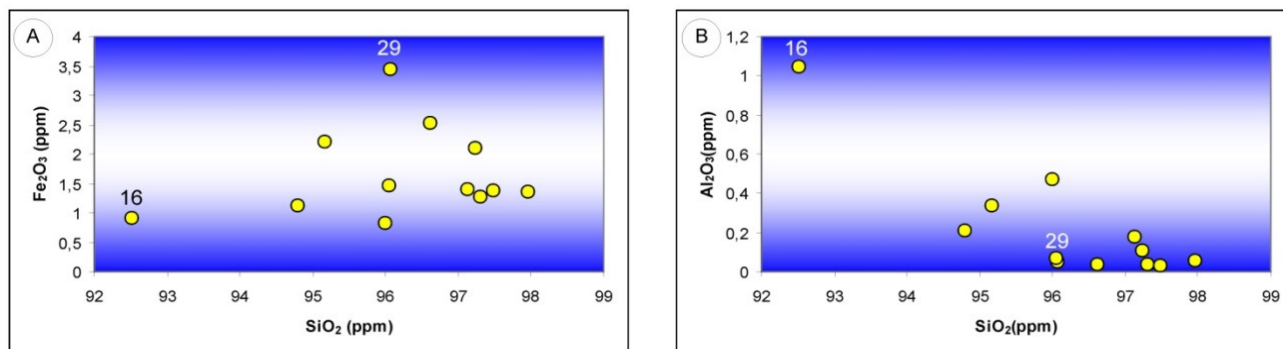 A
4
3,5
3
2,5
2
1,5
1
0,5
0
Fe₂O₃ (ppm)
29
16
92 93 94 95 96 97 98 99
SiO₂ (ppm)
B
1,2
1
0,8
0,6
0,4
0,2
0
Al₂O₃(ppm)
16
29
92 93 94 95 96 97 98 99
SiO₂(ppm)